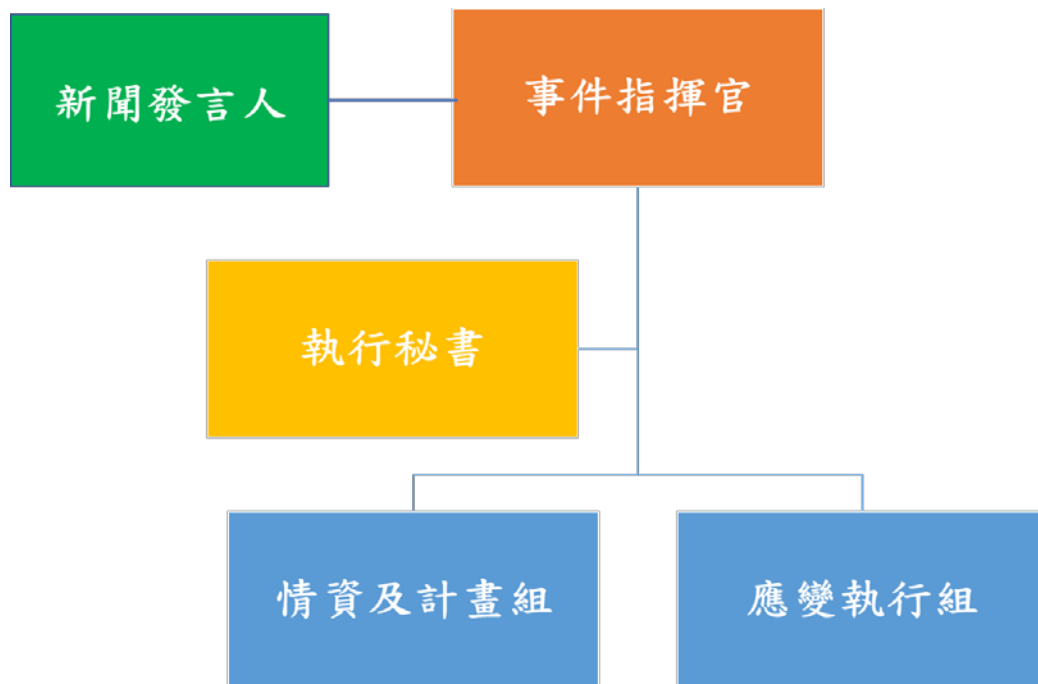 新聞發言人
事件指揮官
執行秘書
情資及計畫組
應變執行組